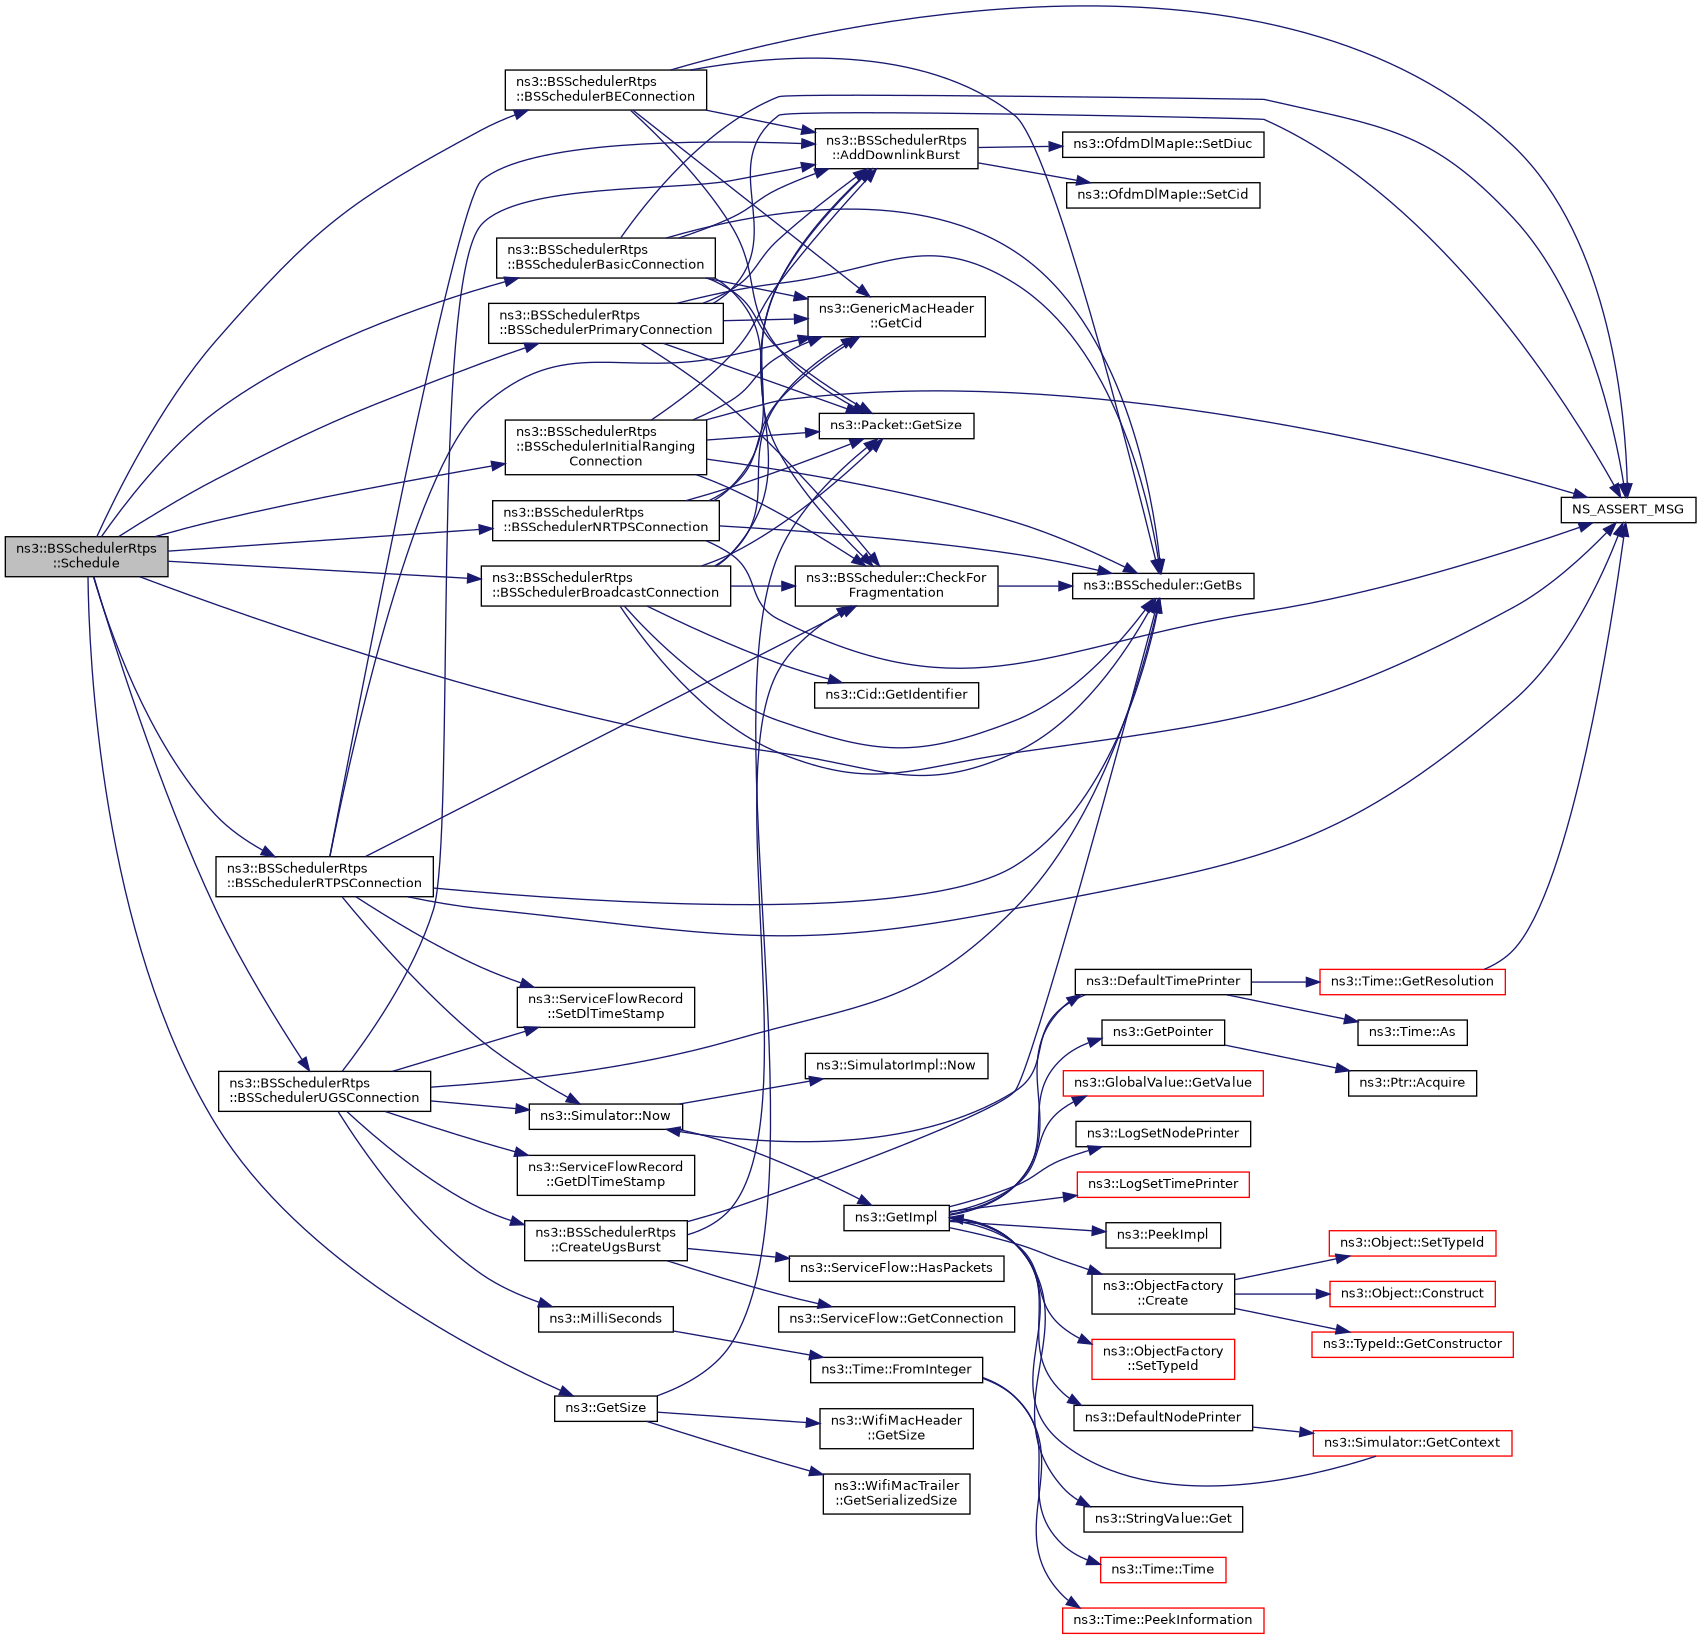 ns3::BSSchedulerRtps
::Schedule
ns3::BSSchedulerRtps
::BSSchedulerBEConnection
ns3::BSSchedulerRtps
::AddDownlinkBurst
ns3::OfdmDlMapIe::SetDiuc
ns3::OfdmDlMapIe::SetCid
ns3::BSSchedulerRtps
::BSSchedulerBasicConnection
ns3::BSSchedulerRtps
::BSSchedulerPrimaryConnection
ns3::GenericMacHeader
::GetCid
ns3::BSSchedulerRtps
::BSSchedulerInitialRanging
Connection
ns3::Packet::GetSize
ns3::BSSchedulerRtps
::BSSchedulerNRTPSConnection
NS_ASSERT_MSG
ns3::BSSchedulerRtps
::BSSchedulerBroadcastConnection
ns3::BSScheduler::CheckFor
Fragmentation
ns3::BSScheduler::GetBs
ns3::Cid::GetIdentifier
ns3::BSSchedulerRtps
::BSSchedulerRTPSConnection
ns3::ServiceFlowRecord
::SetDlTimeStamp
ns3::DefaultTimePrinter
ns3::Time::GetResolution
ns3::GetPointer
ns3::Time::As
ns3::BSSchedulerRtps
::BSSchedulerUGSConnection
ns3::SimulatorImpl::Now
ns3::GlobalValue::GetValue
ns3::Ptr::Acquire
ns3::Simulator::Now
ns3::LogSetNodePrinter
ns3::ServiceFlowRecord
::GetDlTimeStamp
ns3::LogSetTimePrinter
ns3::GetImpl
ns3::PeekImpl
ns3::BSSchedulerRtps
::CreateUgsBurst
ns3::Object::SetTypeId
ns3::ServiceFlow::HasPackets
ns3::ObjectFactory
::Create
ns3::Object::Construct
ns3::MilliSeconds
ns3::ServiceFlow::GetConnection
ns3::TypeId::GetConstructor
ns3::Time::FromInteger
ns3::ObjectFactory
::SetTypeId
ns3::GetSize
ns3::WifiMacHeader
::GetSize
ns3::DefaultNodePrinter
ns3::Simulator::GetContext
ns3::WifiMacTrailer
::GetSerializedSize
ns3::StringValue::Get
ns3::Time::Time
ns3::Time::PeekInformation